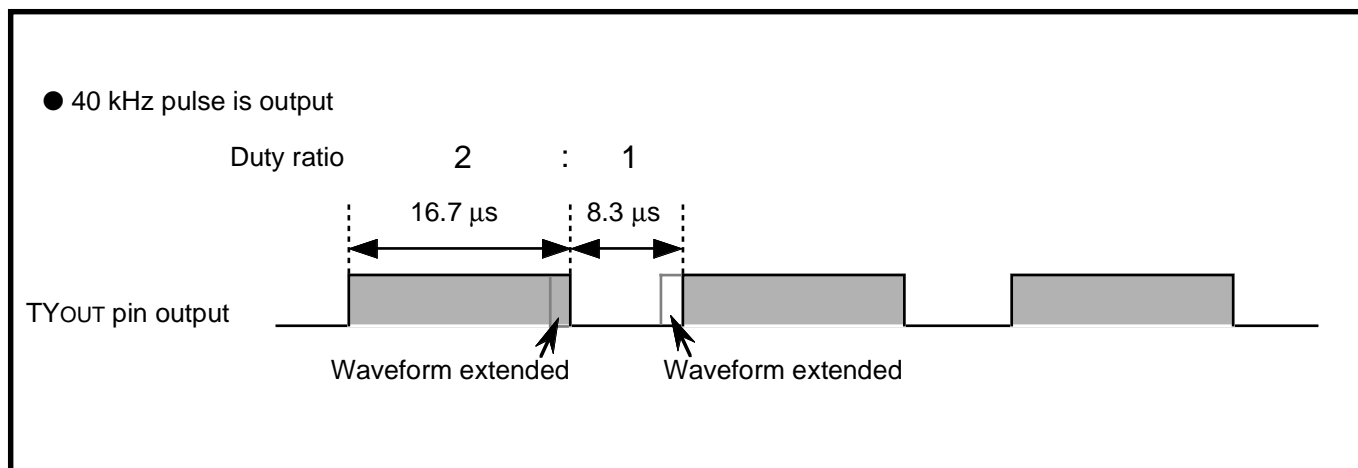 ● 40 kHz pulse is output
Duty ratio 2 : 1
16.7 μs 8.3 μs
TYOUT pin output
Waveform extended Waveform extended